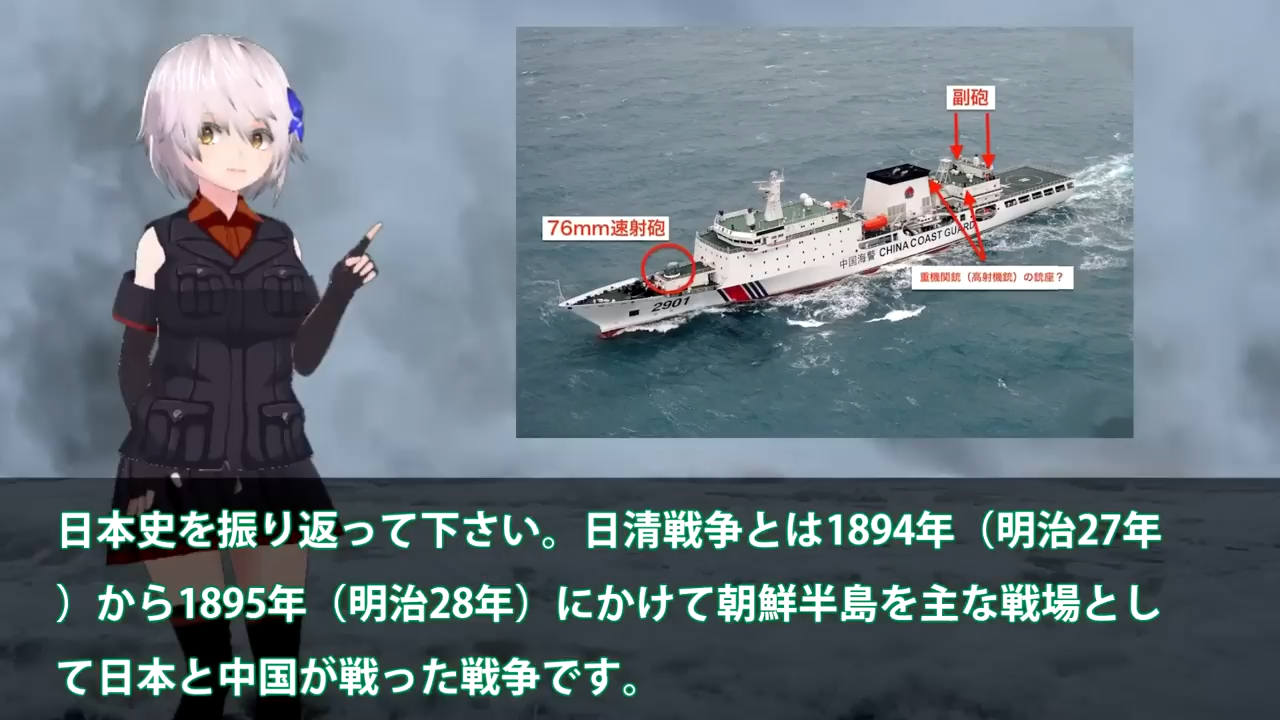 副砲
76mm速射砲
中国海警 CHINA COAST GUARD
重機関銃（高射機銃）の銃座？
2901
日本史を振り返って下さい。日清戦争とは1894年（明治27年
）から1895年（明治28年）にかけて朝鮮半島を主な戦場とし
て日本と中国が戦った戦争です。